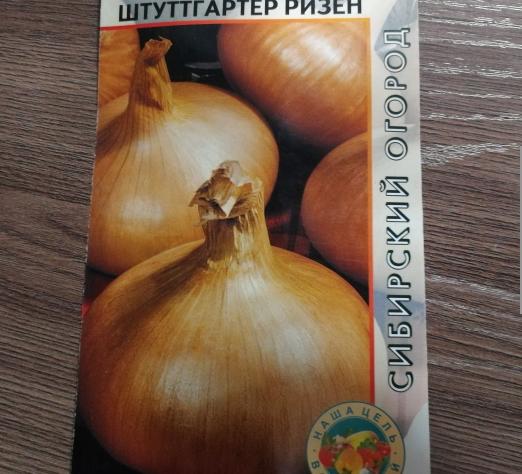 ШТУТТГАРТЕР РИЗЕН
СИБИРСКИЙ ОГОРОД
НАША ЦЕЛЬ
В